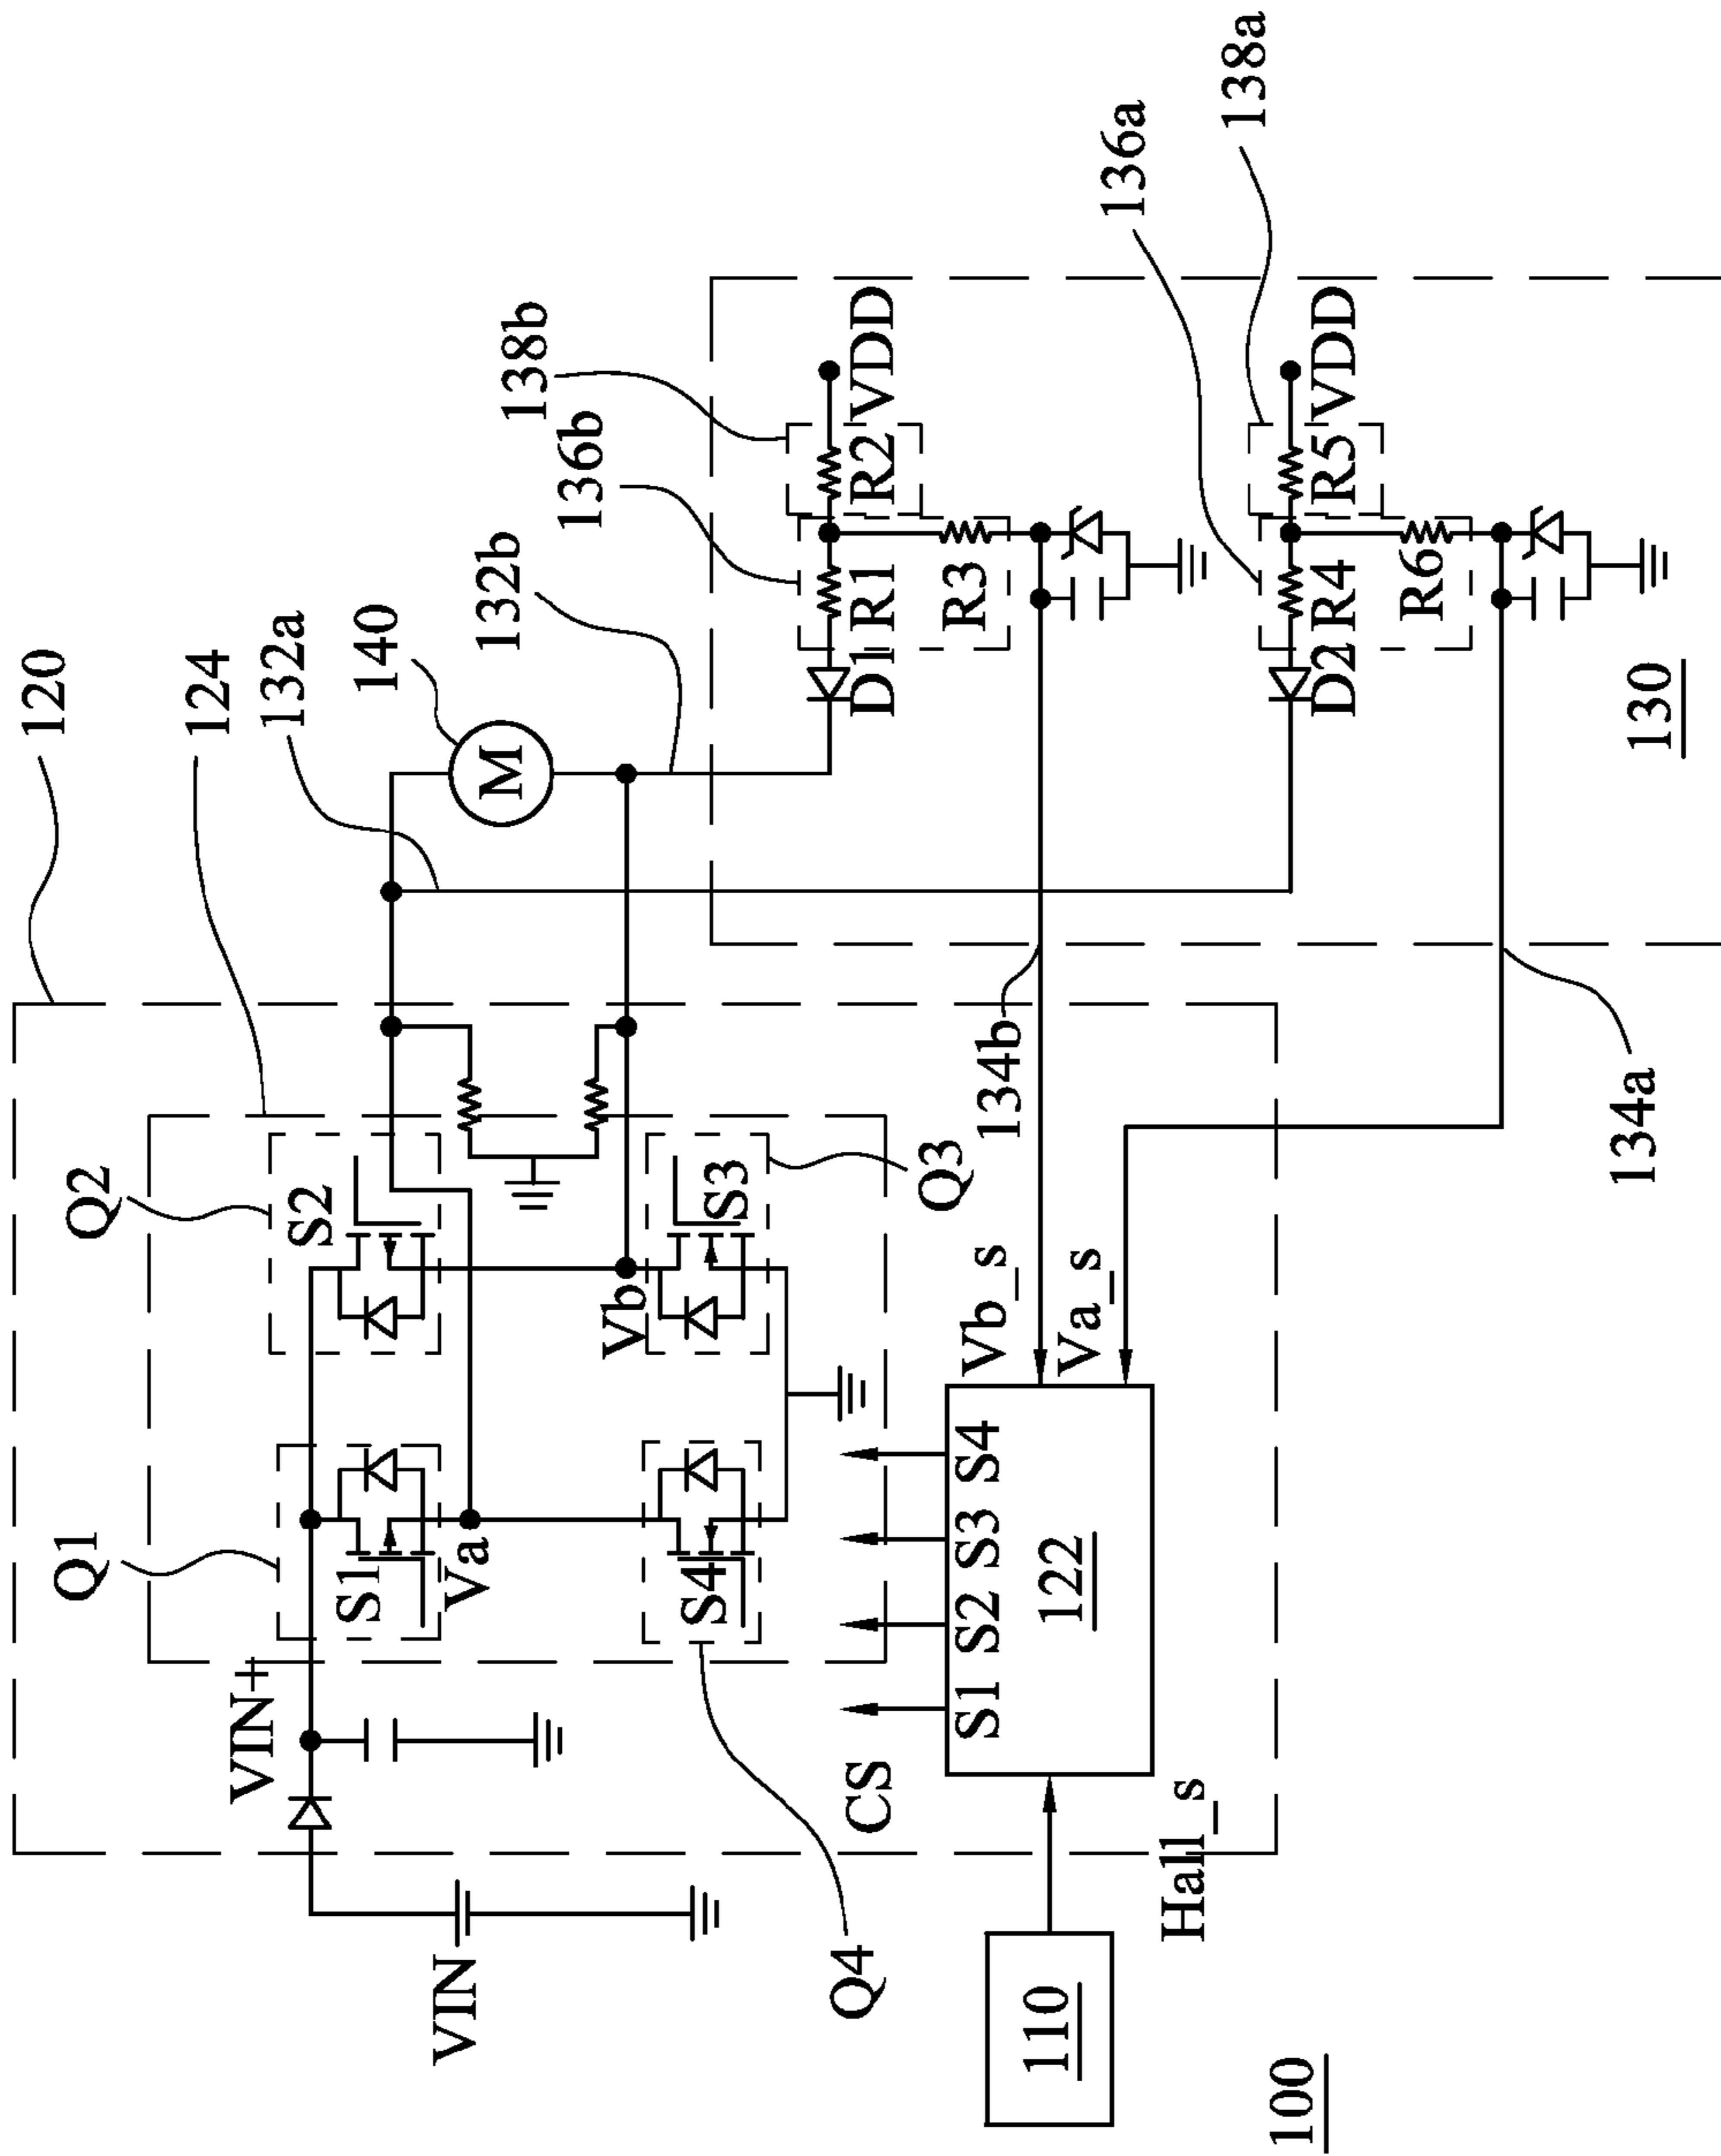 120
124
132a
140
132b
136b
138b
136a
138a
Q2
S2
Q1
S1
VIN+
VIN
Va
Vb
S3
Q3
S4
Q4
M
D1
R1
R2
VDD
R3
D2
R4
R5
VDD
R6
130
134b
134a
Vb_s
Va_s
CS
S1
S2
S3
S4
122
Hall_s
110
100